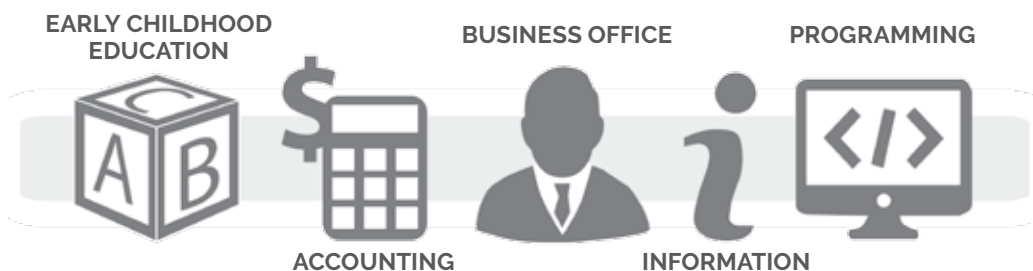 EARLY CHILDHOOD
EDUCATION
BUSINESS OFFICE
PROGRAMMING
C
A
B
$
i
</>
ACCOUNTING
INFORMATION